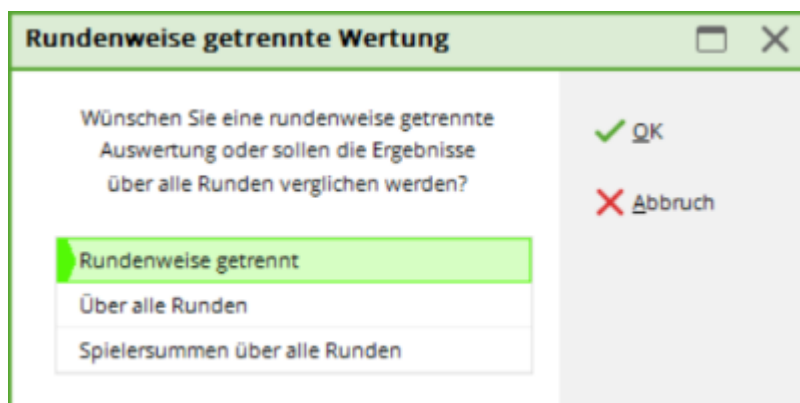 Rundenweise getrennte Wertung
Wünschen Sie eine rundenweise getrennte
Auswertung oder sollen die Ergebnisse
über alle Runden verglichen werden?
OK
Abbruch
Rundenweise getrennt
Über alle Runden
Spielersummen über alle Runden